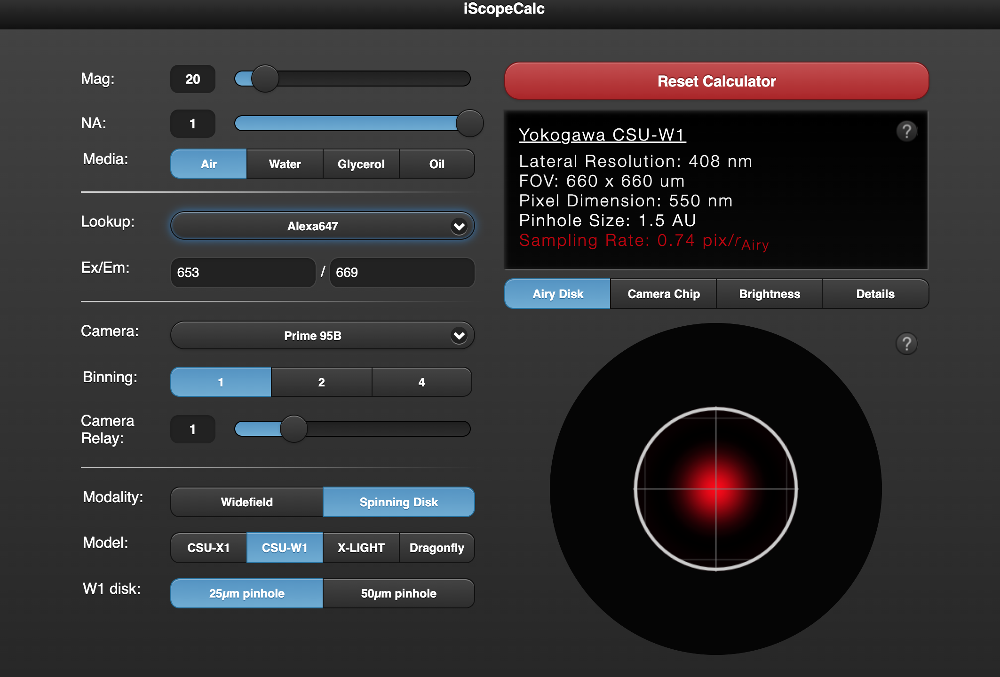 iScopeCalc
Mag: 20
NA: 1
Media: Air Water Glycerol Oil
Lookup: Alexa647
Ex/Em: 653 / 669
Camera: Prime 95B
Binning: 1 2 4
Camera
Relay: 1
Modality: Widefield Spinning Disk
Model: CSU-X1 CSU-W1 X-LIGHT Dragonfly
W1 disk: 25µm pinhole 50µm pinhole
Reset Calculator
Yokogawa CSU-W1 ?
Lateral Resolution: 408 nm
FOV: 660 x 660 um
Pixel Dimension: 550 nm
Pinhole Size: 1.5 AU
Sampling Rate: 0.74 pix/rAiry
Airy Disk Camera Chip Brightness Details
?